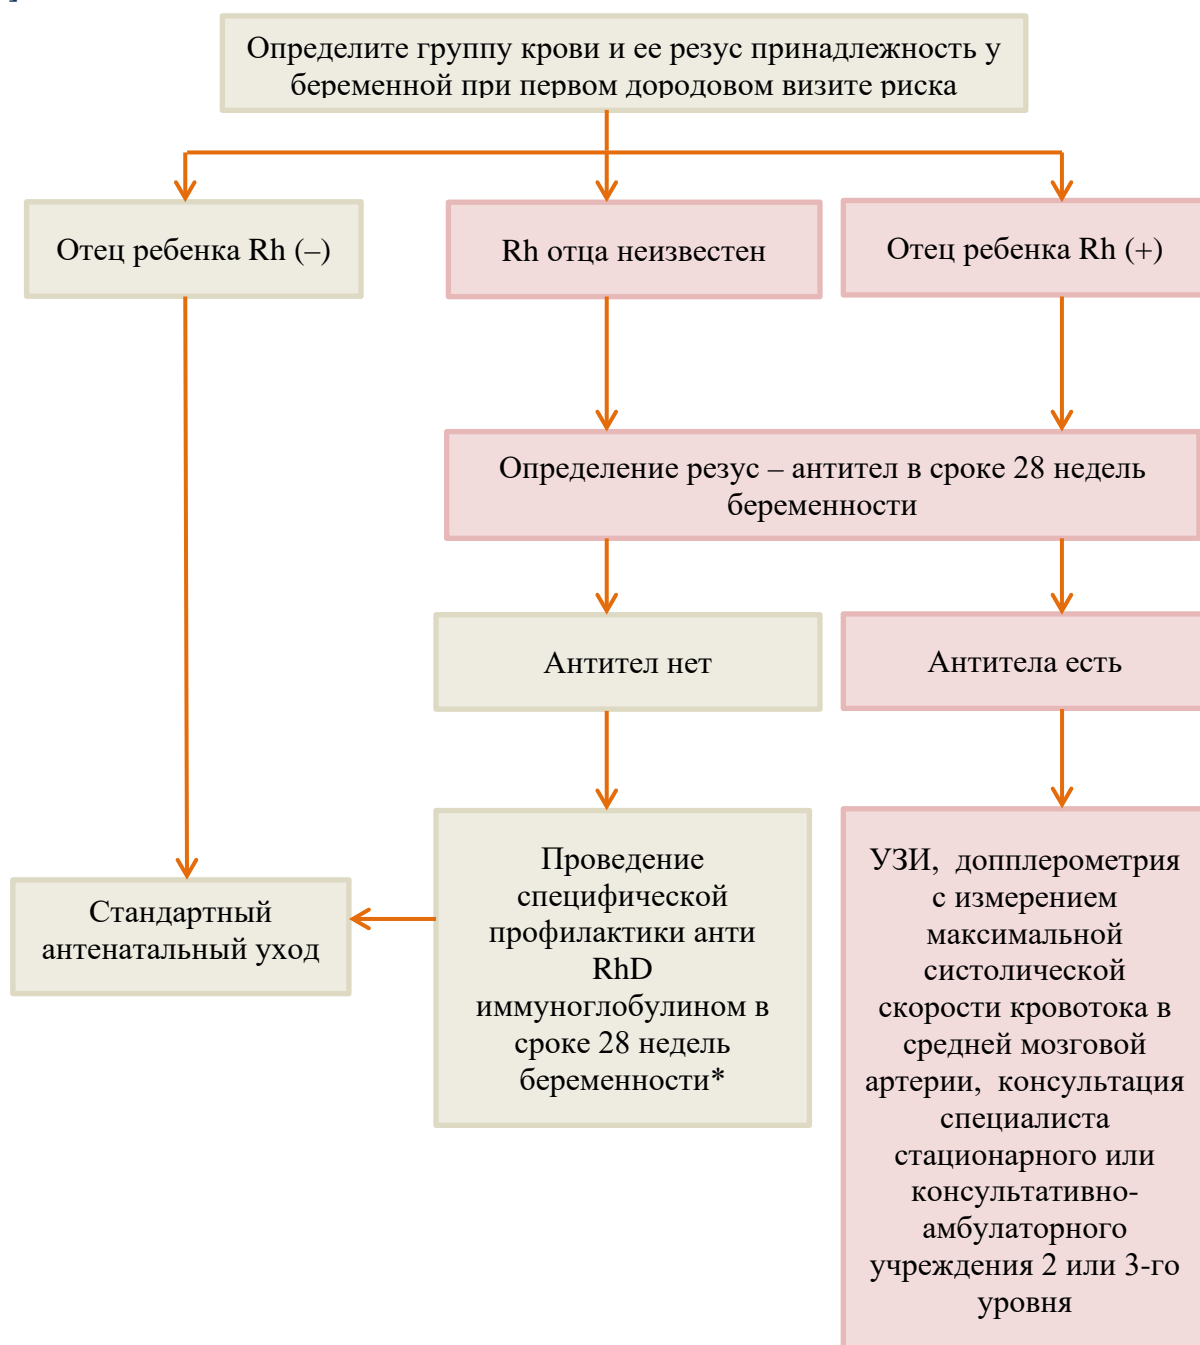 Определите группу крови и ее резус принадлежность у
беременной при первом дородовом визите риска
Отец ребенка Rh (–)
Rh отца неизвестен
Отец ребенка Rh (+)
Определение резус – антител в сроке 28 недель
беременности
Антител нет
Антитела есть
Стандартный
антенатальный уход
Проведение
специфической
профилактики анти
RhD
иммуноглобулином в
сроке 28 недель
беременности*
УЗИ, допплерометрия
с измерением
максимальной
систолической
скорости кровотока в
средней мозговой
артерии, консультация
специалиста
стационарного или
консультативно-
амбулаторного
учреждения 2 или 3-го
уровня